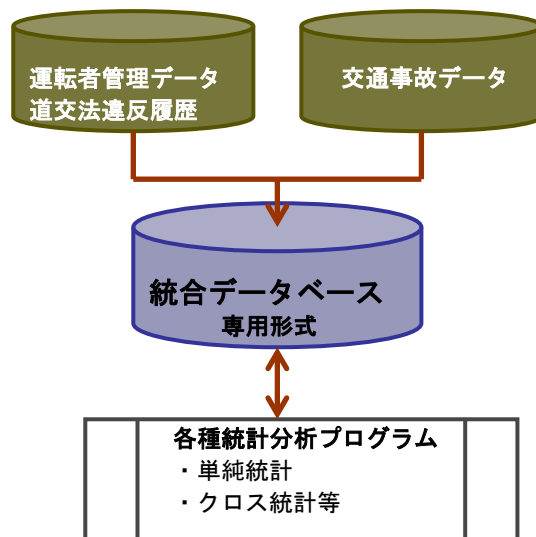 運転者管理データ
道交法違反履歴
交通事故データ
統合データベース
専用形式
各種統計分析プログラム
・単純統計
・クロス統計等